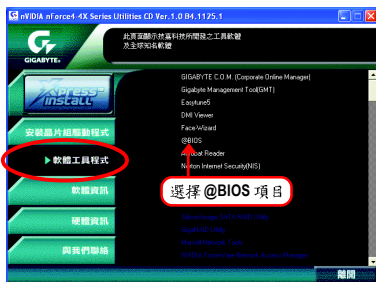 nVIDIA nForce4-4X Series Utilities CD Ver.1.0 B4.1125.1
GIGABYTE
此頁面顯示技嘉科技所開發之工具軟體
及全球知名軟體
Xpress
install
安裝晶片組驅動程式
軟體工具程式
軟體資訊
硬體資訊
與我們聯絡
GIGABYTE C.O.M. (Corporate Online Manager)
Gigabyte Management Tool(GMT)
Easytune5
DMI Viewer
Face-Wizard
@BIOS
Acrobat Reader
Norton Internet Security(NIS)
選擇@BIOS 項目
離開